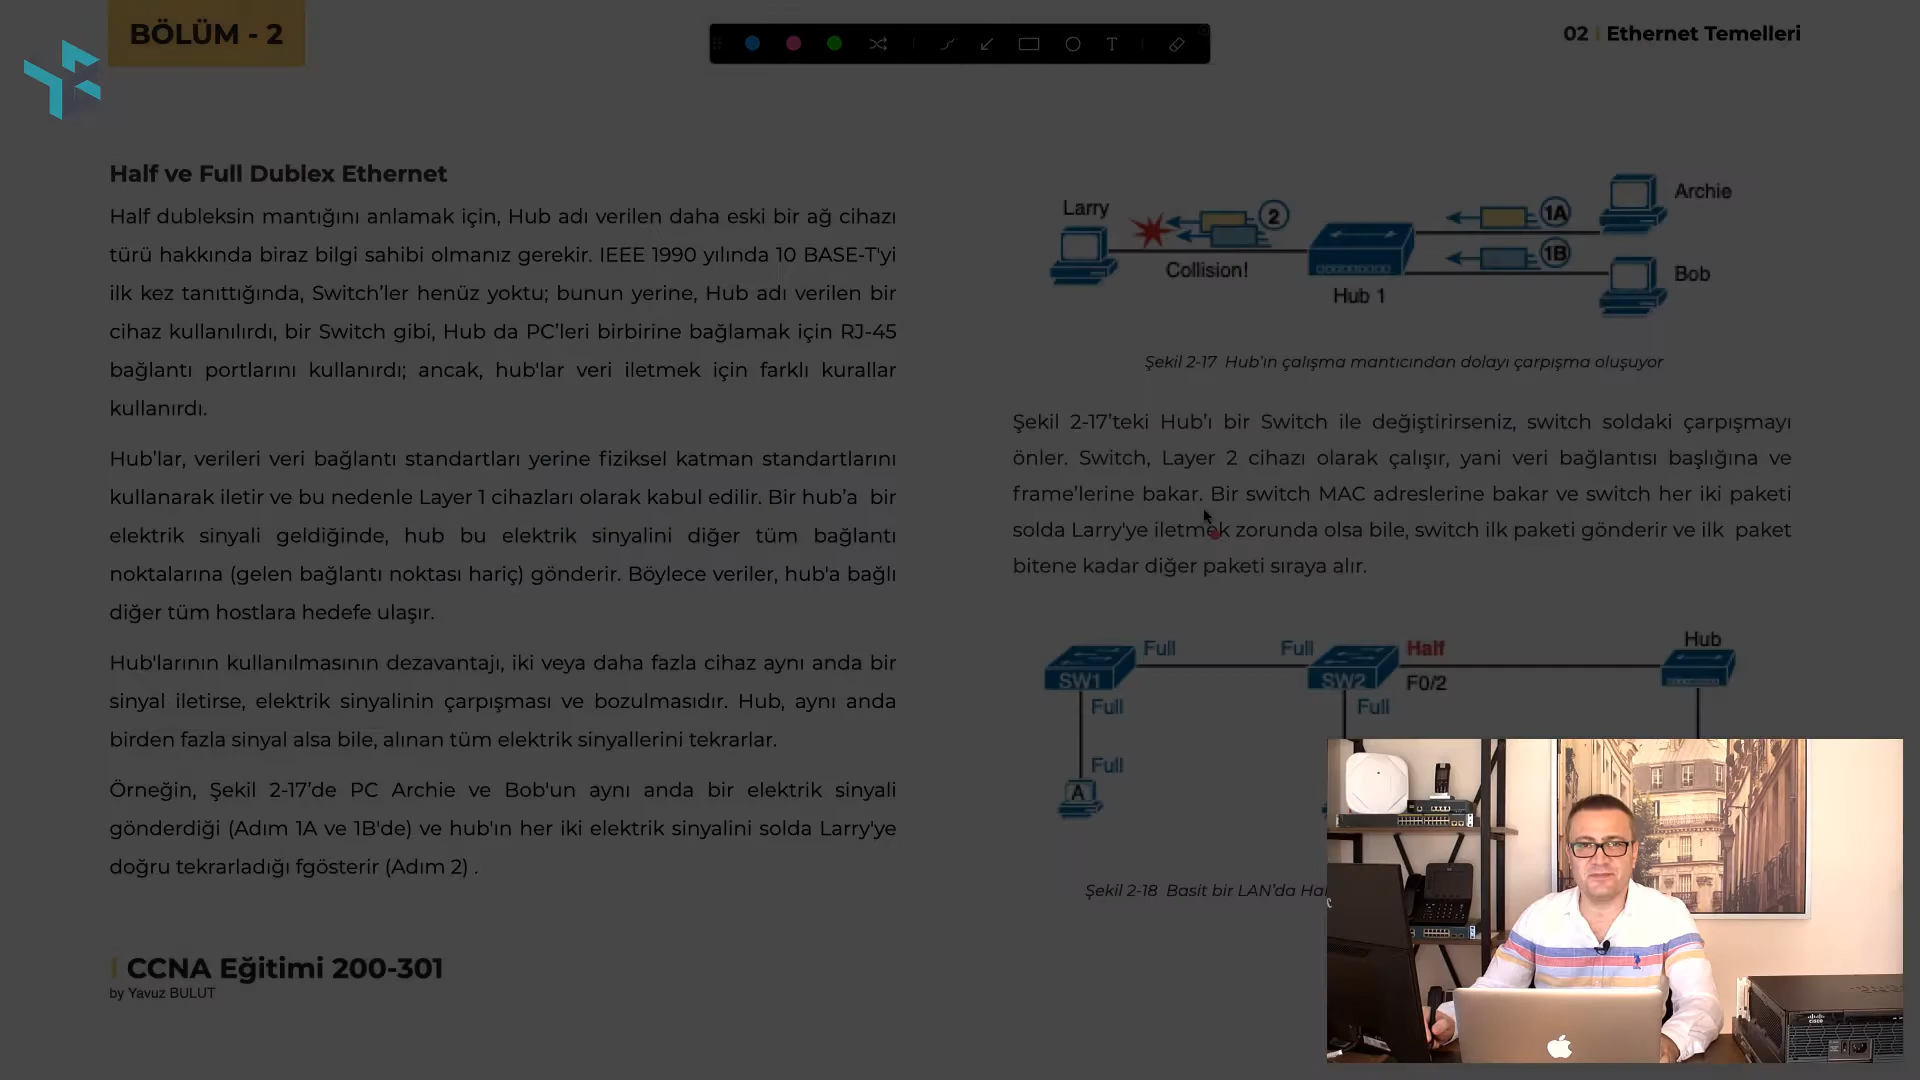 BÖLÜM - 2
02 | Ethernet Temelleri
T
Half ve Full Dublex Ethernet
Half dubleksin mantığını anlamak için, Hub adı verilen daha eski bir ağ cihazı
türü hakkında biraz bilgi sahibi olmanız gerekir. IEEE 1990 yılında 10 BASE-T'yi
ilk kez tanıttığında, Switch'ler henüz yoktu; bunun yerine, Hub adı verilen bir
cihaz kullanılırdı, bir Switch gibi, Hub da PC'leri birbirine bağlamak için RJ-45
bağlantı portlarını kullanırdı; ancak, hub'lar veri iletmek için farklı kurallar
kullanırdı.
Hub'lar, verileri veri bağlantı standartları yerine fiziksel katman standartlarını
kullanarak iletir ve bu nedenle Layer 1 cihazları olarak kabul edilir. Bir hub'a bir
elektrik sinyali geldiğinde, hub bu elektrik sinyalini diğer tüm bağlantı
noktalarına (gelen bağlantı noktası hariç) gönderir. Böylece veriler, hub'a bağlı
diğer tüm hostlara hedefe ulaşır.
Hub'larının kullanılmasının dezavantajı, iki veya daha fazla cihaz aynı anda bir
sinyal iletirse, elektrik sinyalinin çarpışması ve bozulmasıdır. Hub, aynı anda
birden fazla sinyal alsa bile, alınan tüm elektrik sinyallerini tekrarlar.
Örneğin, Şekil 2-17'de PC Archie ve Bob'un aynı anda bir elektrik sinyali
gönderdiği (Adım 1A ve 1B'de) ve hub'ın her iki elektrik sinyalini solda Larry'ye
doğru tekrarladığı fgösterir (Adım 2) .
Larry
2
1A
Archie
Collision!
1B
Bob
Hub 1
Şekil 2-17 Hub'ın çalışma mantıcından dolayı çarpışma oluşuyor
Şekil 2-17'teki Hub'ı bir Switch ile değiştirirseniz, switch soldaki çarpışmayı
önler. Switch, Layer 2 cihazı olarak çalışır, yani veri bağlantısı başlığına ve
frame'lerine bakar. Bir switch MAC adreslerine bakar ve switch her iki paketi
solda Larry'ye iletmek zorunda olsa bile, switch ilk paketi gönderir ve ilk paket
bitene kadar diğer paketi sıraya alır.
SW1
Full
Full
SW2
Half
F0/2
Hub
Full
Full
Full
A
Şekil 2-18 Basit bir LAN'da
| CCNA Eğitimi 200-301
by Yavuz BULUT